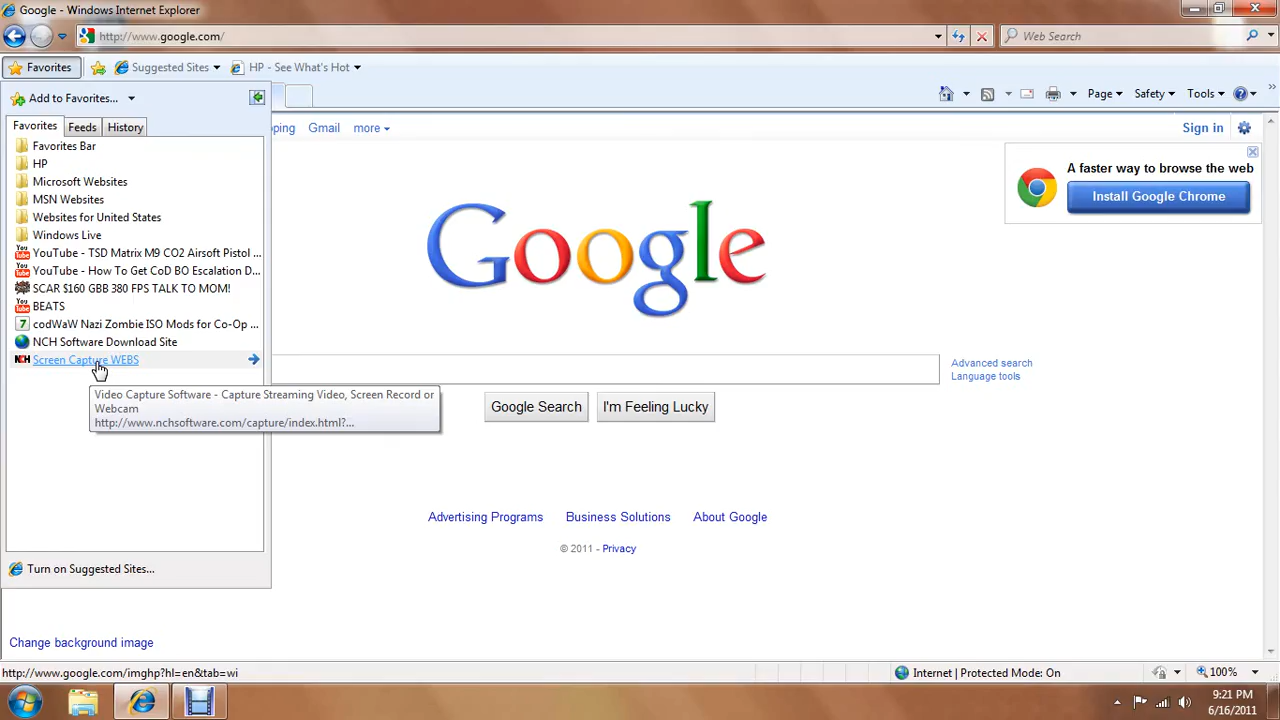 Google - Windows Internet Explorer
http://www.google.com/
Web Search
Favorites
Suggested Sites
HP - See What's Hot
Add to Favorites...
Page
Safety
Tools
Favorites
Feeds
History
pping
Gmail
more
Sign in
Favorites Bar
HP
Microsoft Websites
MSN Websites
Websites for United States
Windows Live
YouTube - TSD Matrix M9 CO2 Airsoft Pistol ...
YouTube - How To Get CoD BO Escalation D...
SCAR $160 GBB 380 FPS TALK TO MOM!
BEATS
codWaW Nazi Zombie ISO Mods for Co-Op ...
NCH Software Download Site
NCH Screen Capture WEBS
Video Capture Software - Capture Streaming Video, Screen Record or
Webcam
http://www.nchsoftware.com/capture/index.html?...
A faster way to browse the web
Install Google Chrome
Google
Advanced search
Language tools
Google Search
I'm Feeling Lucky
Advertising Programs
Business Solutions
About Google
© 2011 - Privacy
Turn on Suggested Sites...
Change background image
http://www.google.com/imghp?hl=en&tab=wi
Internet | Protected Mode: On
100%
9:21 PM
6/16/2011